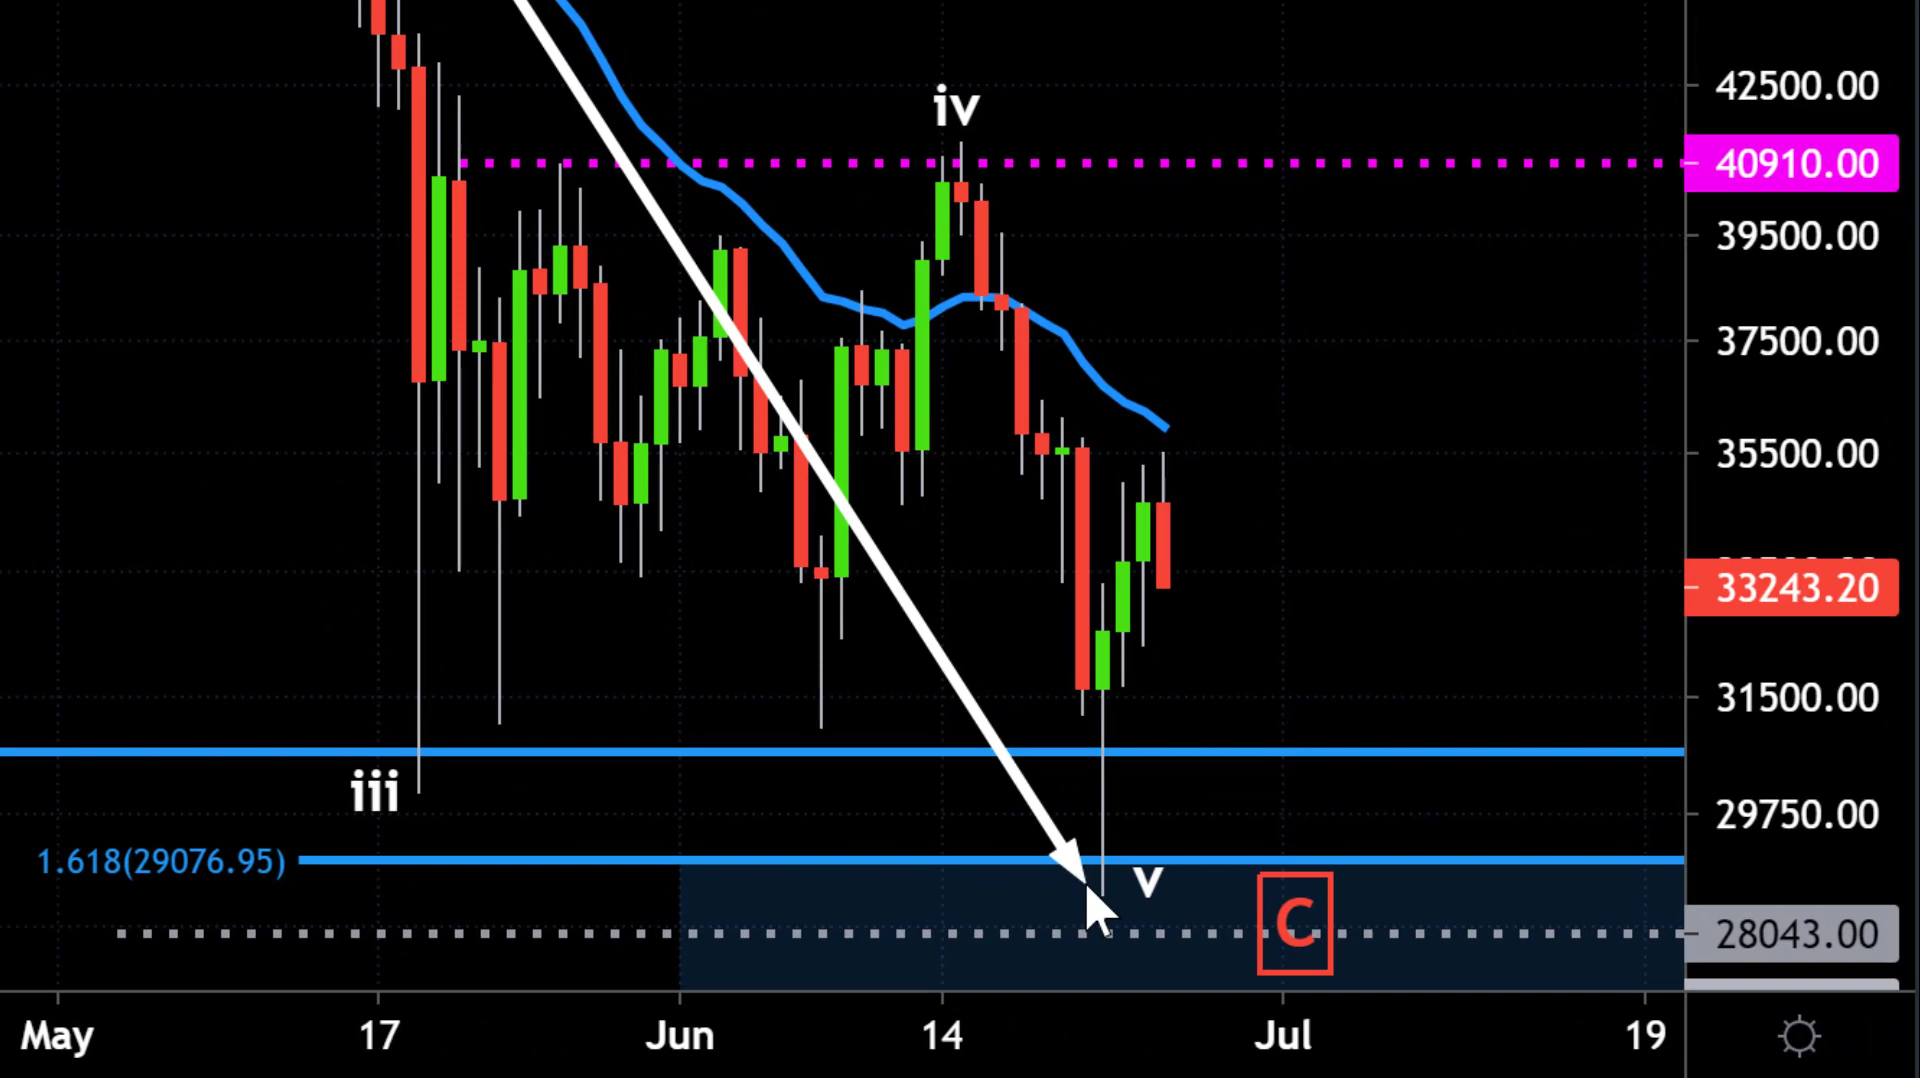 iv
42500.00
40910.00
39500.00
37500.00
35500.00
33243.20
31500.00
iii
29750.00
1.618(29076.95)
v
C
28043.00
May 17 Jun 14 Jul 19